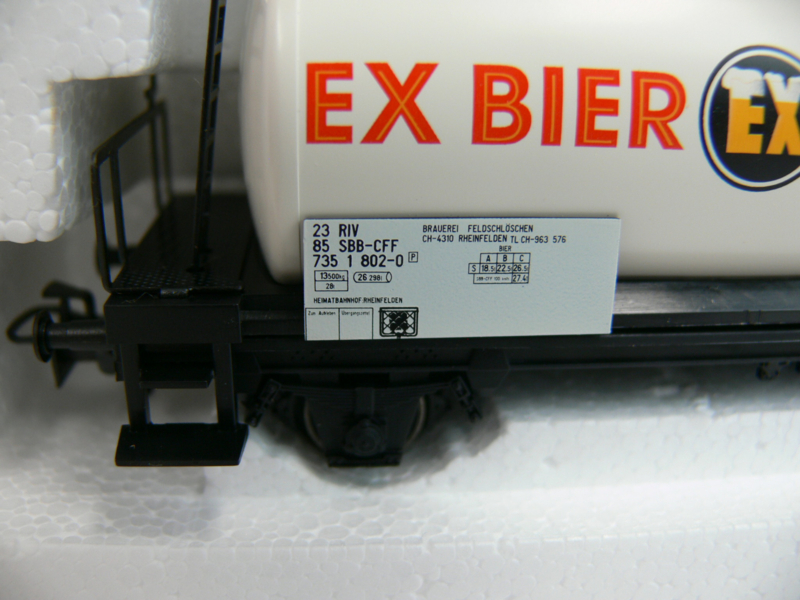 EX BIER
EX
23 RIV
85 SBB-CFF
735 1 802-0 P
BRAUEREI FELDSCHLÖSCHEN
CH-4310 RHEINFELDEN TL CH-963 576
BIER
A B C
S 18.5 22.5 26.5
27.4
13500kg
28t
26 298l
HEIMATBAHNHOF:RHEINFELDEN